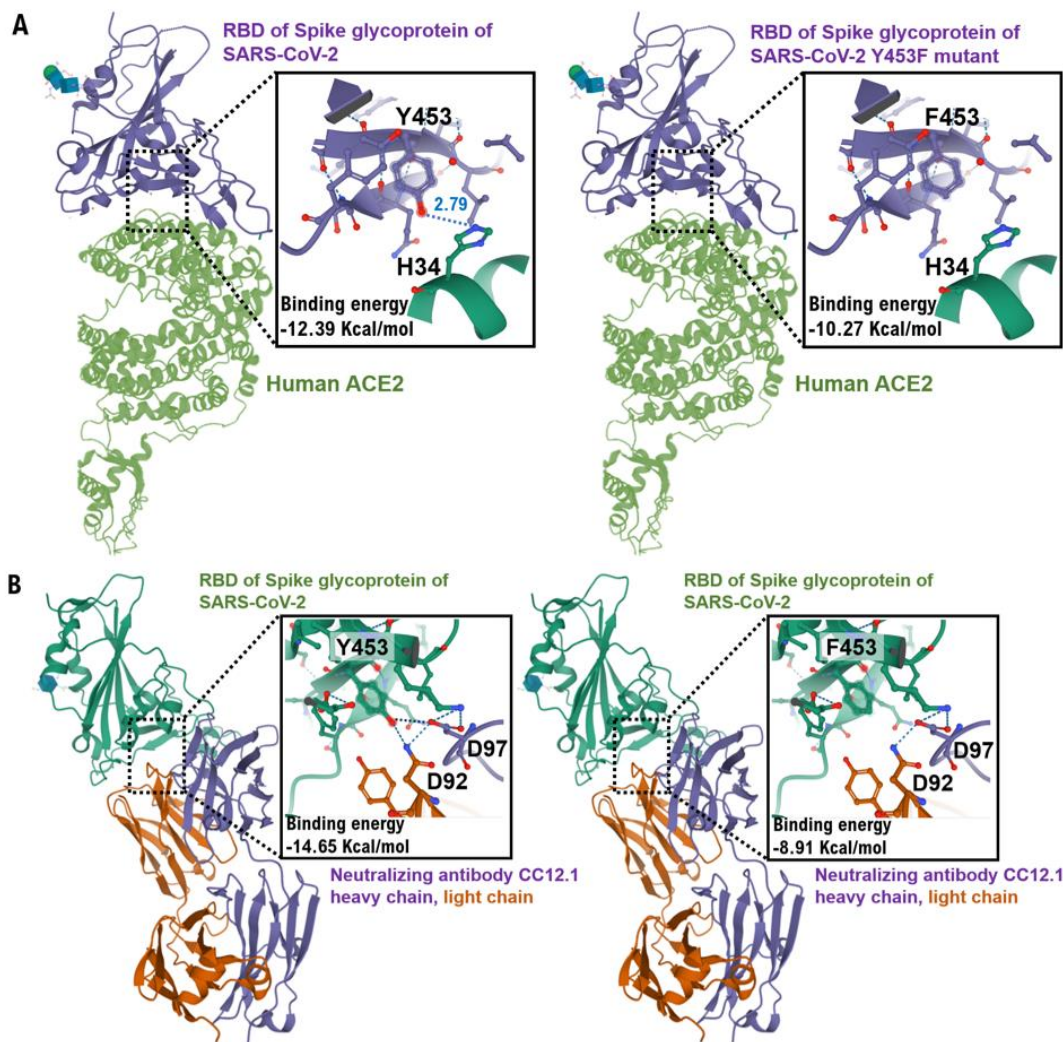 A
RBD of Spike glycoprotein of
SARS-CoV-2
Y453
2.79
H34
Binding energy
-12.39 Kcal/mol
Human ACE2
RBD of Spike glycoprotein of
SARS-CoV-2 Y453F mutant
F453
H34
Binding energy
-10.27 Kcal/mol
Human ACE2
B
RBD of Spike glycoprotein of
SARS-CoV-2
Y453
D97
D92
Binding energy
-14.65 Kcal/mol
Neutralizing antibody CC12.1
heavy chain, light chain
RBD of Spike glycoprotein of
SARS-CoV-2
F453
D97
D92
Binding energy
-8.91 Kcal/mol
Neutralizing antibody CC12.1
heavy chain, light chain